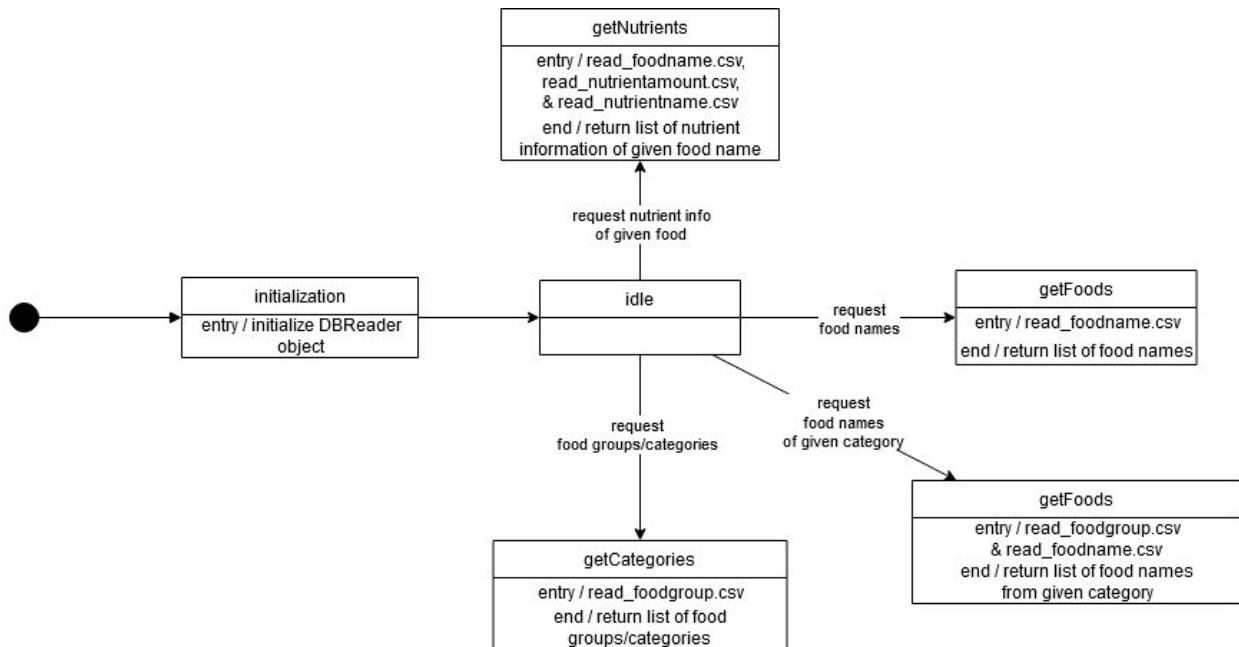 getNutrients
entry / read_foodname.csv,
read_nutrientamount.csv,
& read_nutrientname.csv
end / return list of nutrient
information of given food name
request nutrient info
of given food
initialization
entry / initialize DBReader
object
idle
request
food names
getFoods
entry / read_foodname.csv
end / return list of food names
request
food groups/categories
request
food names
of given category
getFoods
entry / read_foodgroup.csv
& read_foodname.csv
end / return list of food names
from given category
getCategories
entry / read_foodgroup.csv
end / return list of food
groups/categories